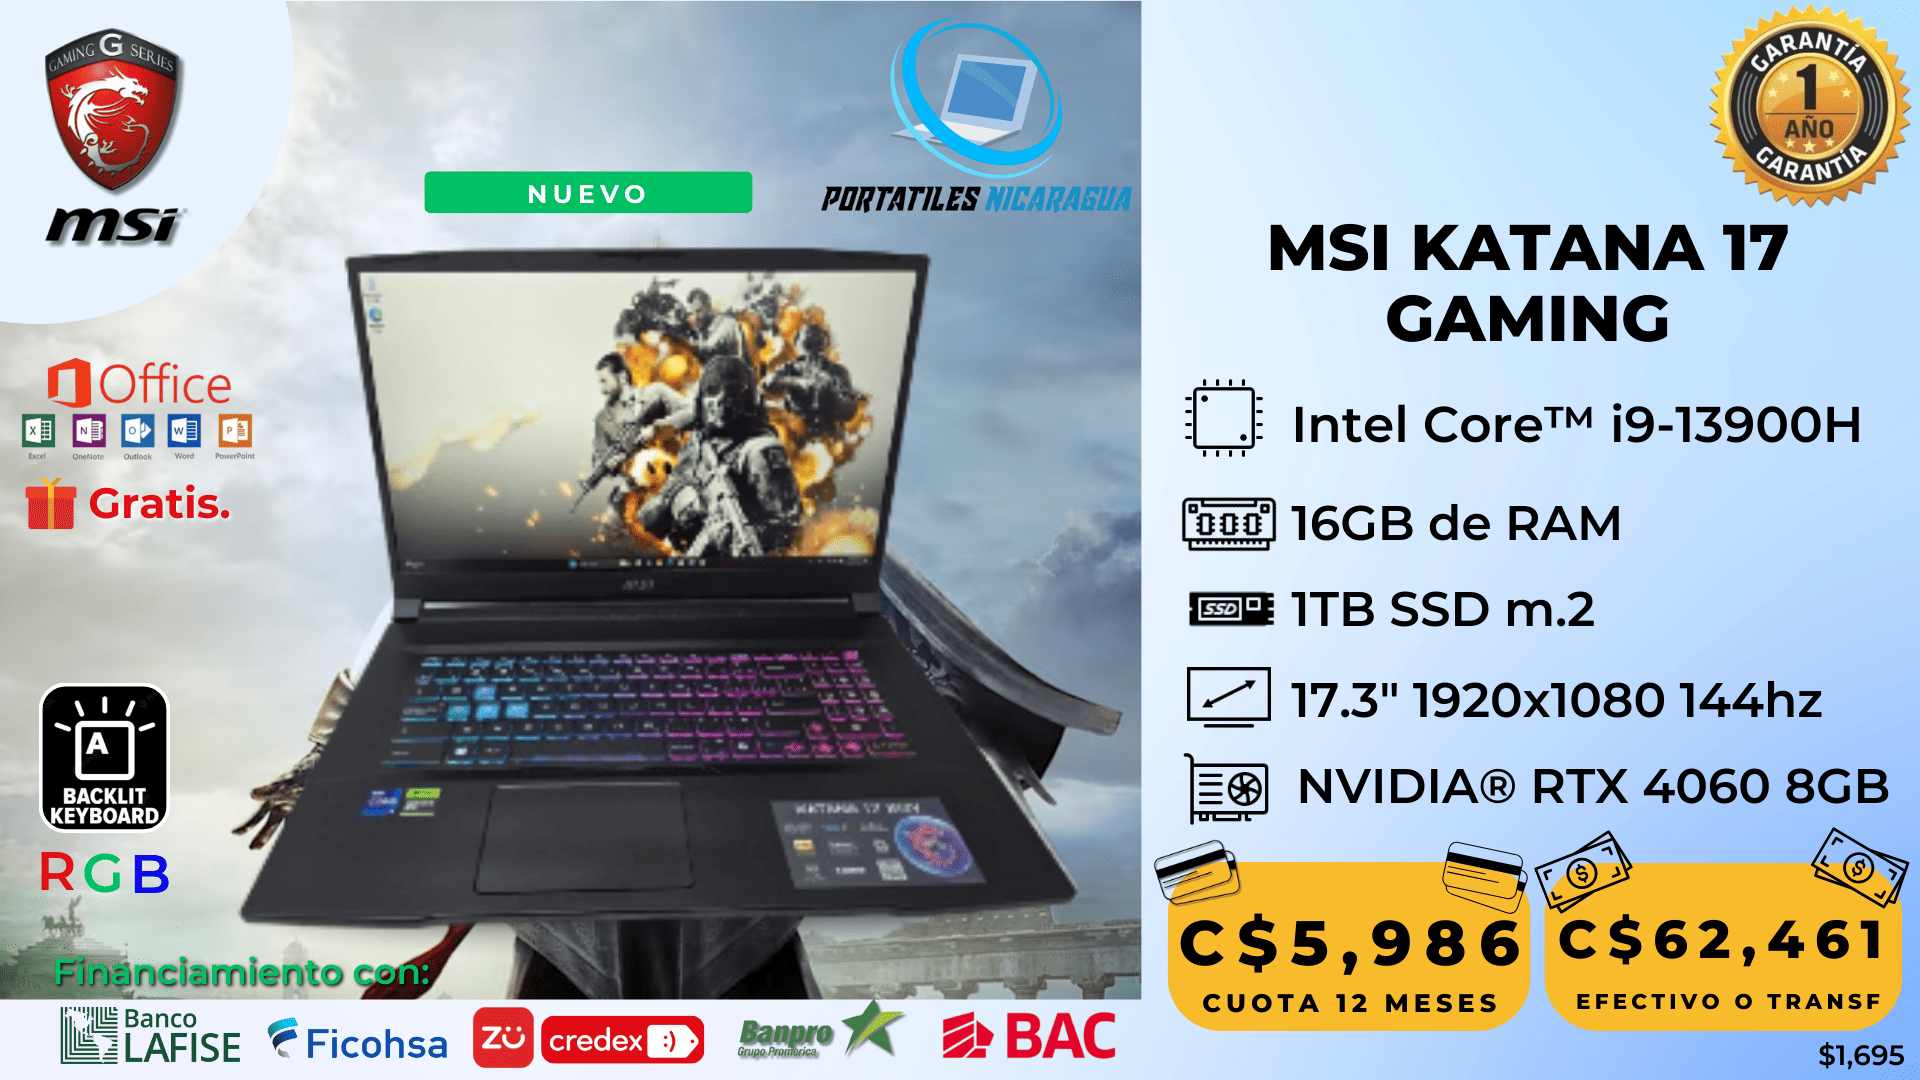 GAMING G SERIES
msi
NUEVO
PORTATILES NICARAGUA
GARANTÍA
1
AÑO
GARANTÍA
MSI KATANA 17
GAMING
Office
Excel OneNote Outlook Word PowerPoint
Gratis.
Intel Core™ i9-13900H
16GB de RAM
SSD
1TB SSD m.2
17.3" 1920x1080 144hz
NVIDIA® RTX 4060 8GB
msi
KATANA 17
A
BACKLIT
KEYBOARD
RGB
C$5,986
CUOTA 12 MESES
C$62,461
EFECTIVO O TRANSF
$1,695
Financiamiento con:
Banco
LAFISE
Ficohsa
zü
credex
Banpro
Grupo Promerica
BAC